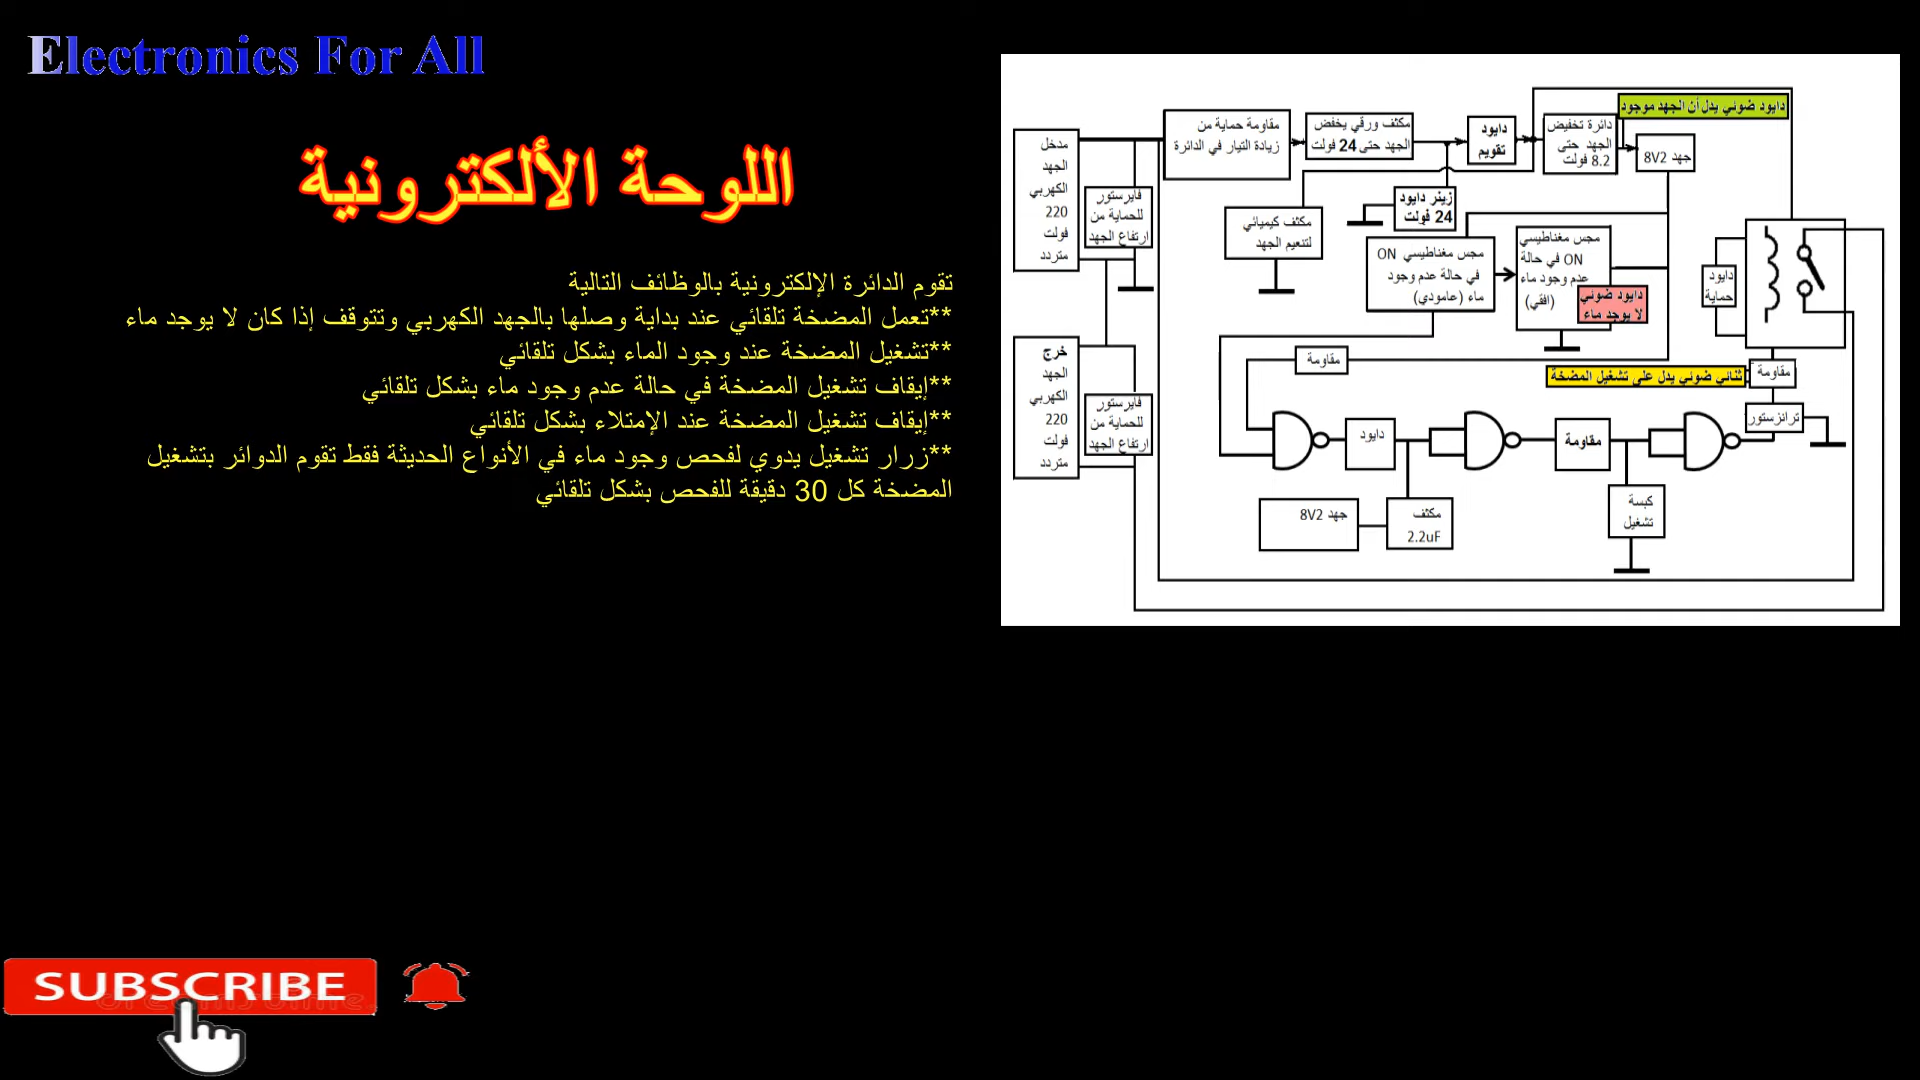 Electronics For All
اللوحة الألكترونية
تقوم الدائرة الإلكترونية بالوظائف التالية
**تعمل المضخة تلقائي عند بداية وصلها بالجهد الكهربي وتتوقف إذا كان لا يوجد ماء
**تشغيل المضخة عند وجود الماء بشكل تلقائي
**إيقاف تشغيل المضخة في حالة عدم وجود ماء بشكل تلقائي
**إيقاف تشغيل المضخة عند الإمتلاء بشكل تلقائي
**زرار تشغيل يدوي لفحص وجود ماء في الأنواع الحديثة فقط تقوم الدوائر بتشغيل
المضخة كل 30 دقيقة للفحص بشكل تلقائي
دايود ضوئي يدل أن الجهد موجود
مدخل
الجهد
الكهربي
220
فولت
متردد
فايرستور
للحماية من
إرتفاع الجهد
مقاومة حماية من
زيادة التيار في الدائرة
مكثف ورقي يخفض
الجهد حتى 24 فولت
دايود
تقويم
دائرة تخفيض
الجهد حتى
8.2 فولت
جهد 8V2
زينر دايود
24 فولت
مكثف كيميائي
لتنعيم الجهد
مجس مغناطيسي ON
في حالة عدم وجود
ماء (عامودي)
مجس مغناطيسي
ON في حالة
عدم وجود ماء
(افقي)
دايود ضوئي
لا يوجد ماء
دايود
حماية
خرج
الجهد
الكهربي
220
فولت
متردد
فايرستور
للحماية من
إرتفاع الجهد
مقاومة
ثنائي ضوئي يدل على تشغيل المضخة
مقاومة
ترانزستور
دايود
مقاومة
جهد 8V2
مكثف
2.2uF
كبسة
تشغيل
SUBSCRIBE